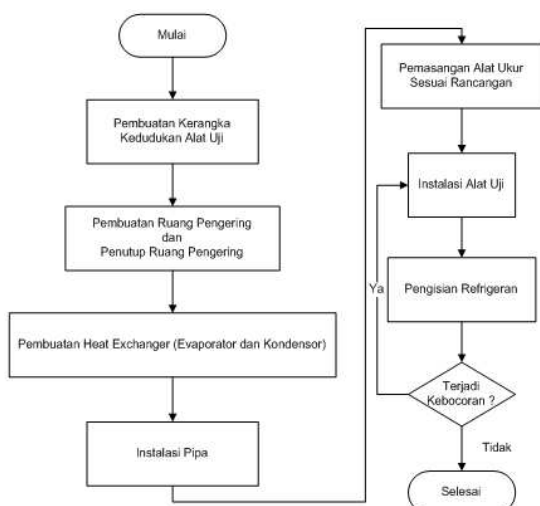 Mulai
Pembuatan Kerangka
Kedudukan Alat Uji
Pembuatan Ruang Pengering
dan
Penutup Ruang Pengering
Pembuatan Heat Exchanger (Evaporator dan Kondensor)
Instalasi Pipa
Pemasangan Alat Ukur
Sesuai Rancangan
Instalasi Alat Uji
Pengisian Refrigeran
Ya
Terjadi
Kebocoran ?
Tidak
Selesai